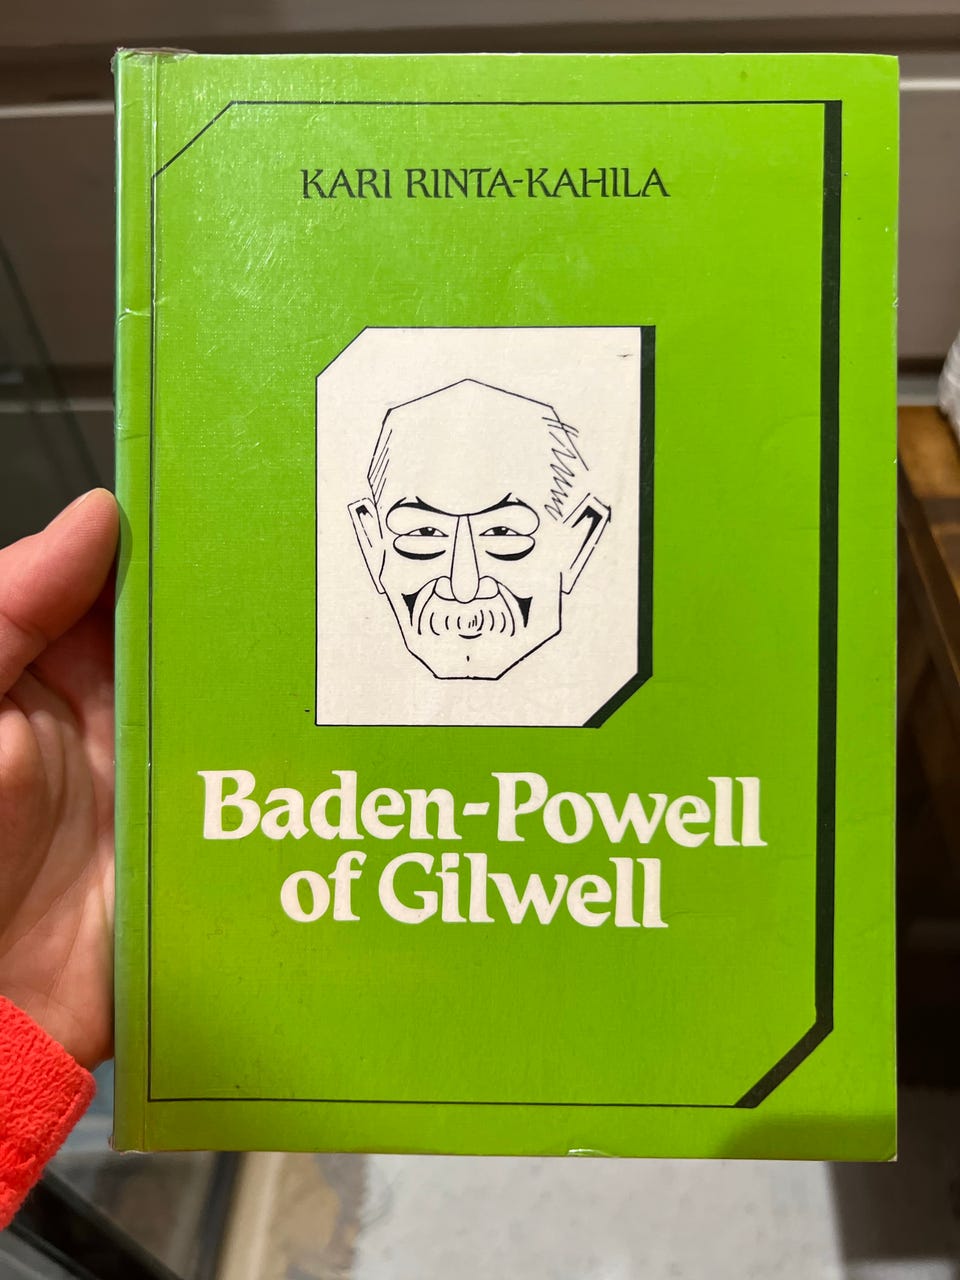 KARI RINTA-KAHILA
Baden-Powell
of Gilwell